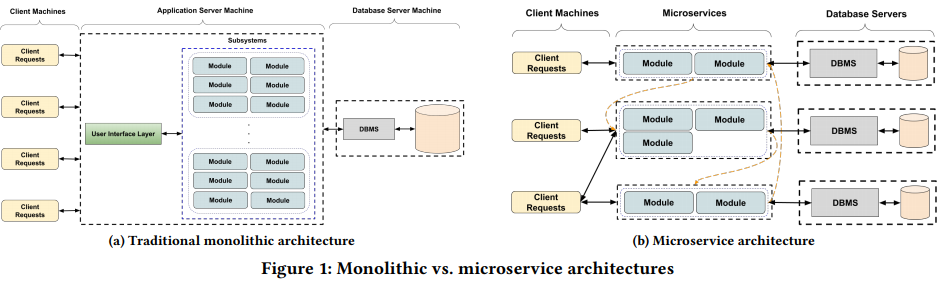 Client Machines
Application Server Machine
Database Server Machine
Subsystems
Client
Requests
Client
Requests
Client
Requests
Client
Requests
User Interface Layer
Module
Module
Module
Module
Module
Module
.
.
.
Module
Module
Module
Module
Module
Module
DBMS
(a) Traditional monolithic architecture
Client Machines
Microservices
Database Servers
Client
Requests
Module
Module
DBMS
Client
Requests
Module
Module
Module
DBMS
Client
Requests
Module
Module
DBMS
(b) Microservice architecture
Figure 1: Monolithic vs. microservice architectures